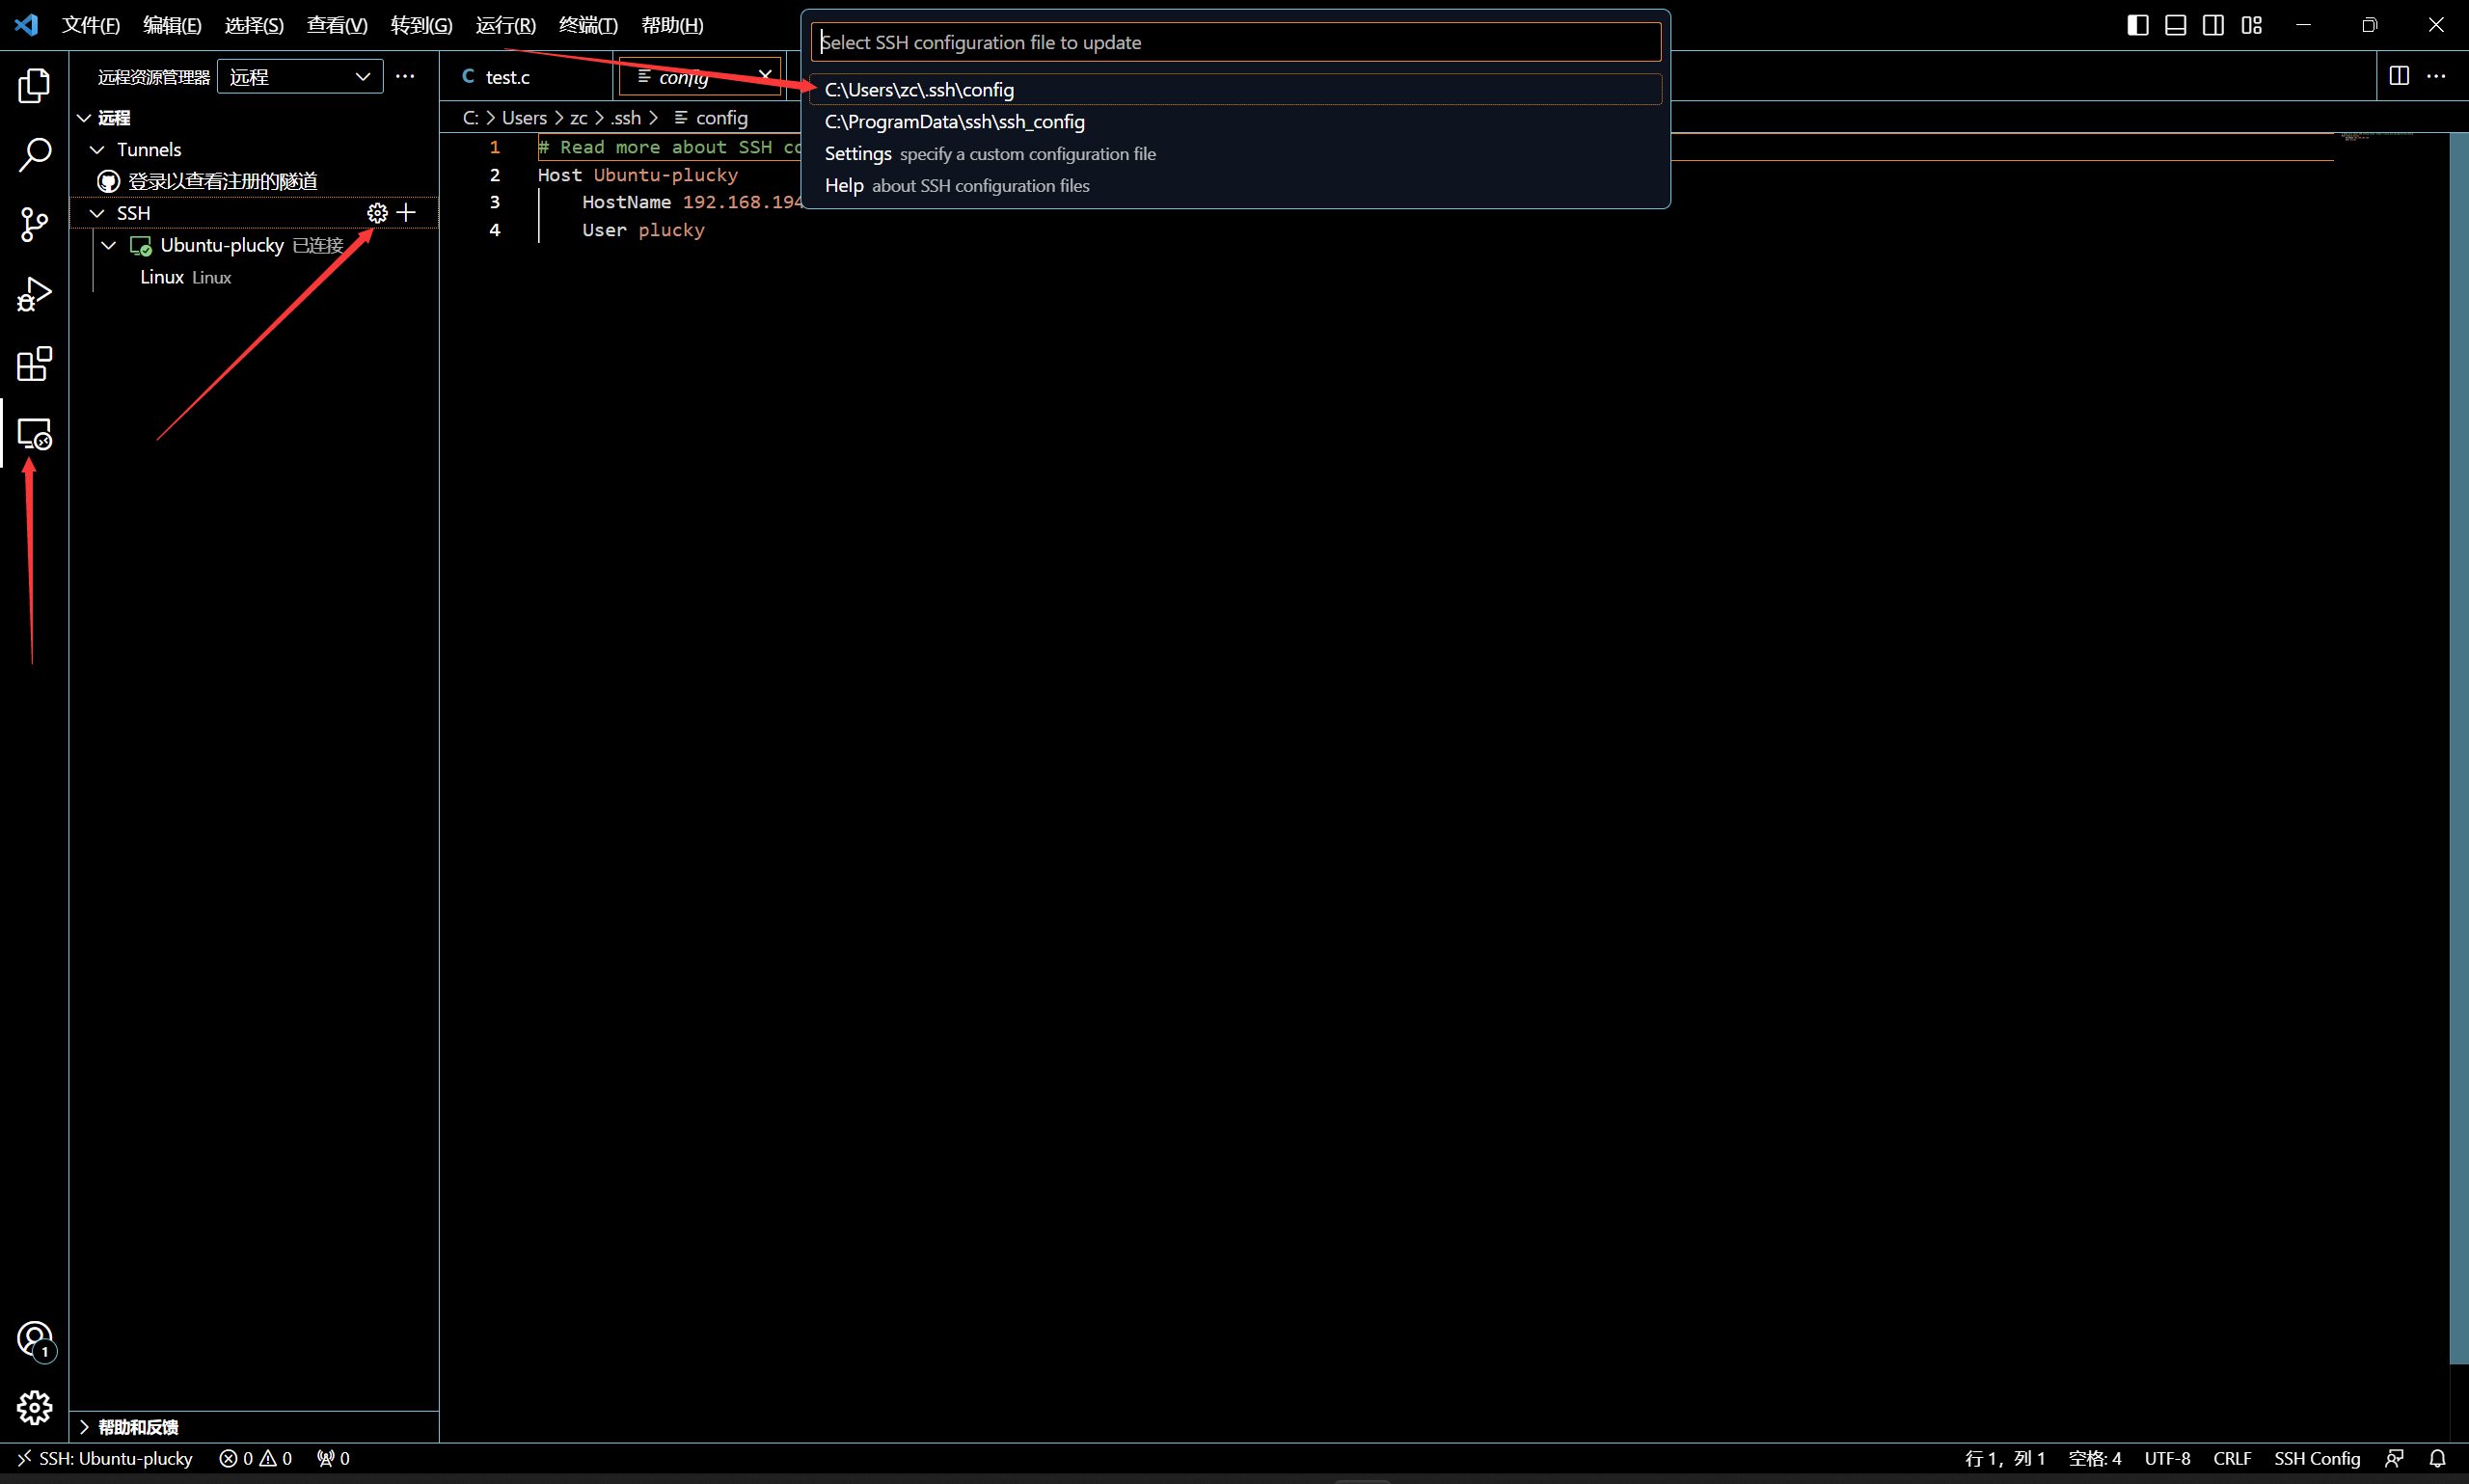 文件(F) 编辑(E) 选择(S) 查看(V) 转到(G) 运行(R) 终端(T) 帮助(H)
Select SSH configuration file to update
C:\Users\zc\.ssh\config
C:\ProgramData\ssh\ssh_config
Settings specify a custom configuration file
Help about SSH configuration files
远程资源管理器 远程
远程
Tunnels
登录以查看注册的隧道
SSH
Ubuntu-plucky 已连接
Linux Linux
帮助和反馈
C test.c
config
C: > Users > zc > .ssh > config
1 # Read more about SSH
2 Host Ubuntu-plucky
3 HostName 192.168.194
4 User plucky
1
SSH: Ubuntu-plucky 0 0 0
行 1，列 1 空格: 4 UTF-8 CRLF SSH Config